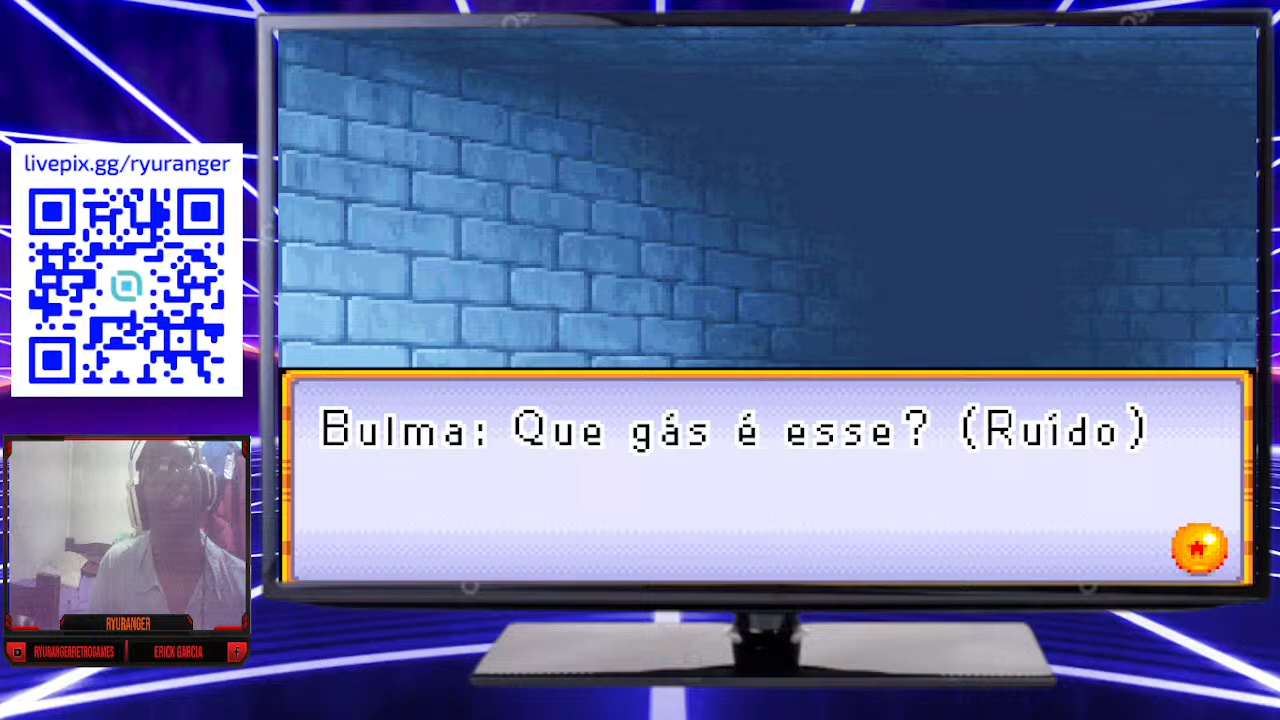 livepix.gg/ryuranger
Bulma: Que gás é esse? (Ruído)
RYURANGER
RYURANGERRETROGAMES
ERICK GARCIA